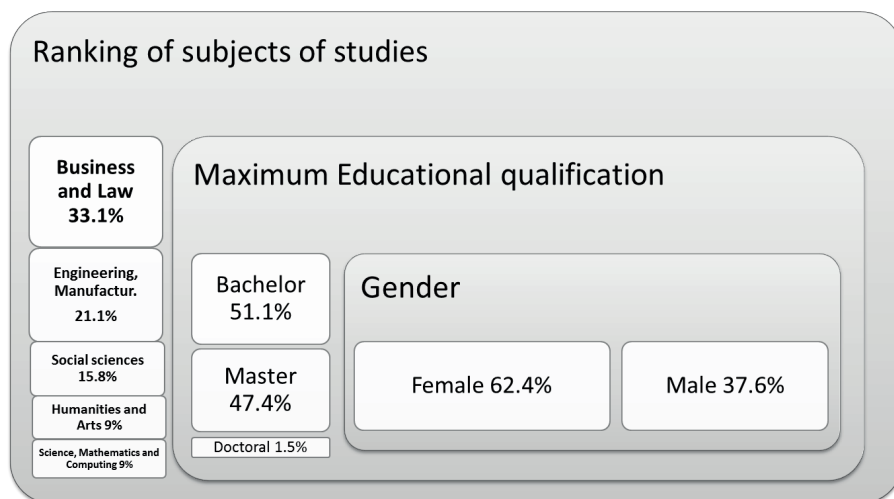 Ranking of subjects of studies
Business
and Law
33.1%
Engineering,
Manufactur.
21.1%
Social sciences
15.8%
Humanities and
Arts 9%
Science, Mathematics and
Computing 9%
Maximum Educational qualification
Bachelor
51.1%
Master
47.4%
Doctoral 1.5%
Gender
Female 62.4%
Male 37.6%